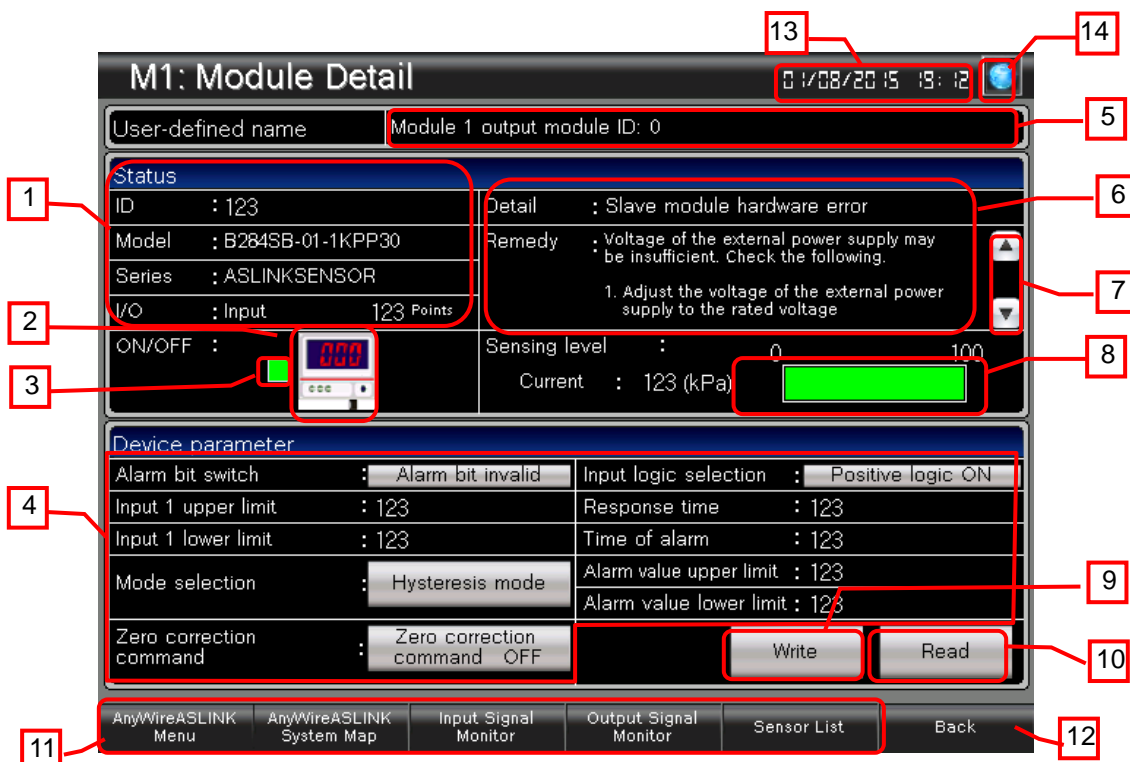 13
14
M1: Module Detail
01/08/2015 19:12
User-defined name
Module 1 output module ID: 0
5
Status
1
ID : 123
Detail : Slave module hardware error
6
Model : B284SB-01-1KPP30
Remedy : Voltage of the external power supply may
be insufficient. Check the following.
Series : ASLINKSENSOR
1. Adjust the voltage of the external power
supply to the rated voltage
7
I/O : Input 123 Points
2
ON/OFF :
000
3
Sensing level :
0 100
8
Current : 123 (kPa)
Device parameter
4
Alarm bit switch : Alarm bit invalid
Input logic selection : Positive logic ON
Input 1 upper limit : 123
Response time : 123
Input 1 lower limit : 123
Time of alarm : 123
Mode selection : Hysteresis mode
Alarm value upper limit : 123
Alarm value lower limit : 123
9
Zero correction
command :
Zero correction
command OFF
Write
Read
10
11
AnyWireASLINK
Menu
AnyWireASLINK
System Map
Input Signal
Monitor
Output Signal
Monitor
Sensor List
Back
12